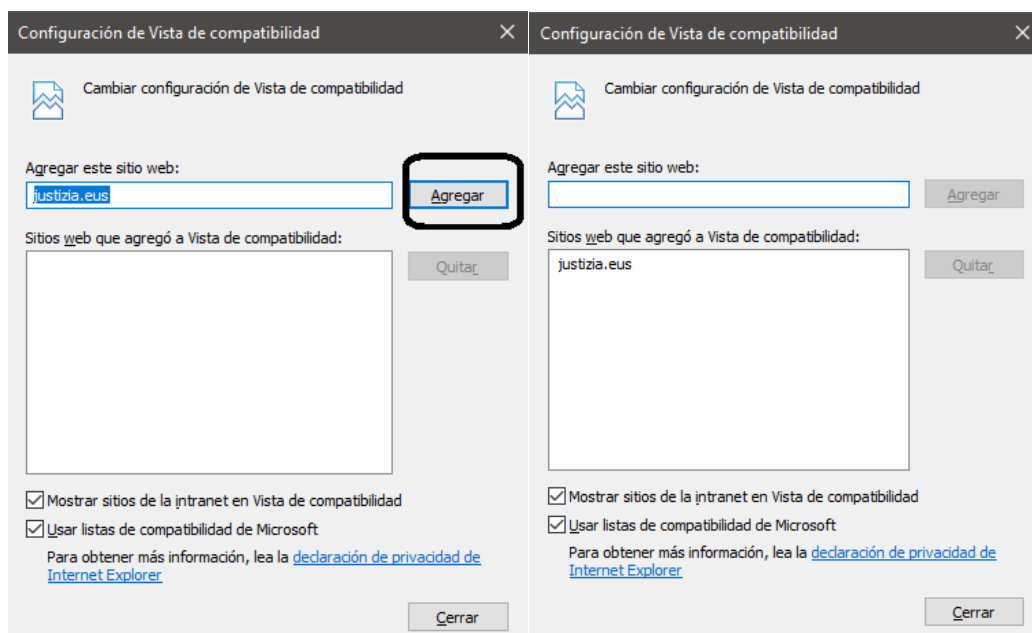 Configuración de Vista de compatibilidad
Cambiar configuración de Vista de compatibilidad
Agregar este sitio web:
justizia.eus
Agregar
Sitios web que agregó a Vista de compatibilidad:
Quitar
Mostrar sitios de la intranet en Vista de compatibilidad
Usar listas de compatibilidad de Microsoft
Para obtener más información, lea la declaración de privacidad de
Internet Explorer
Cerrar
Configuración de Vista de compatibilidad
Cambiar configuración de Vista de compatibilidad
Agregar este sitio web:
Agregar
Sitios web que agregó a Vista de compatibilidad:
justizia.eus
Quitar
Mostrar sitios de la intranet en Vista de compatibilidad
Usar listas de compatibilidad de Microsoft
Para obtener más información, lea la declaración de privacidad de
Internet Explorer
Cerrar